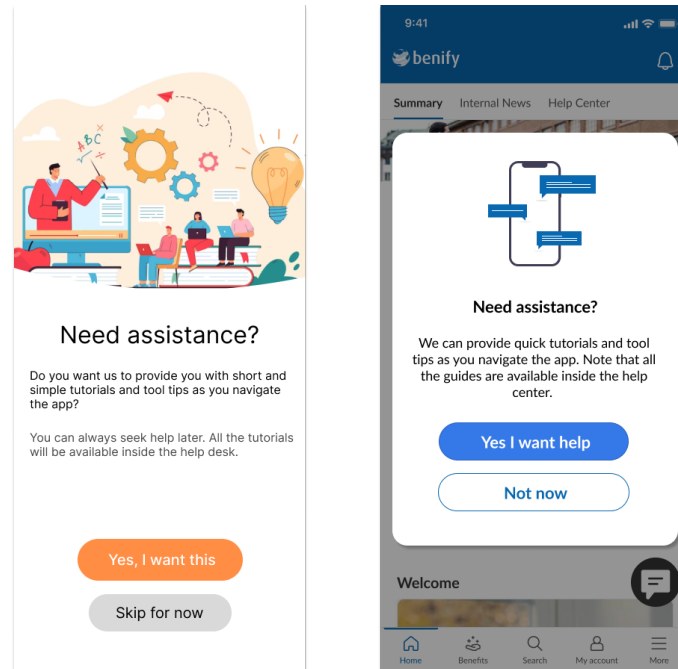 ABC
Need assistance?
Do you want us to provide you with short and
simple tutorials and tool tips as you navigate
the app?
You can always seek help later. All the tutorials
will be available inside the help desk.
Yes, I want this
Skip for now
9:41
benify
Summary Internal News Help Center
Need assistance?
We can provide quick tutorials and tool
tips as you navigate the app. Note that all
the guides are available inside the help
center.
Yes I want help
Not now
Welcome
Home Benefits Search My account More